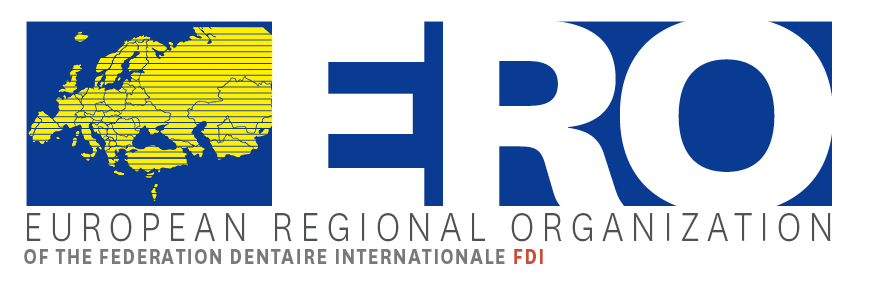 ERO
EUROPEAN REGIONAL ORGANIZATION
OF THE FEDERATION DENTAIRE INTERNATIONALE FDI